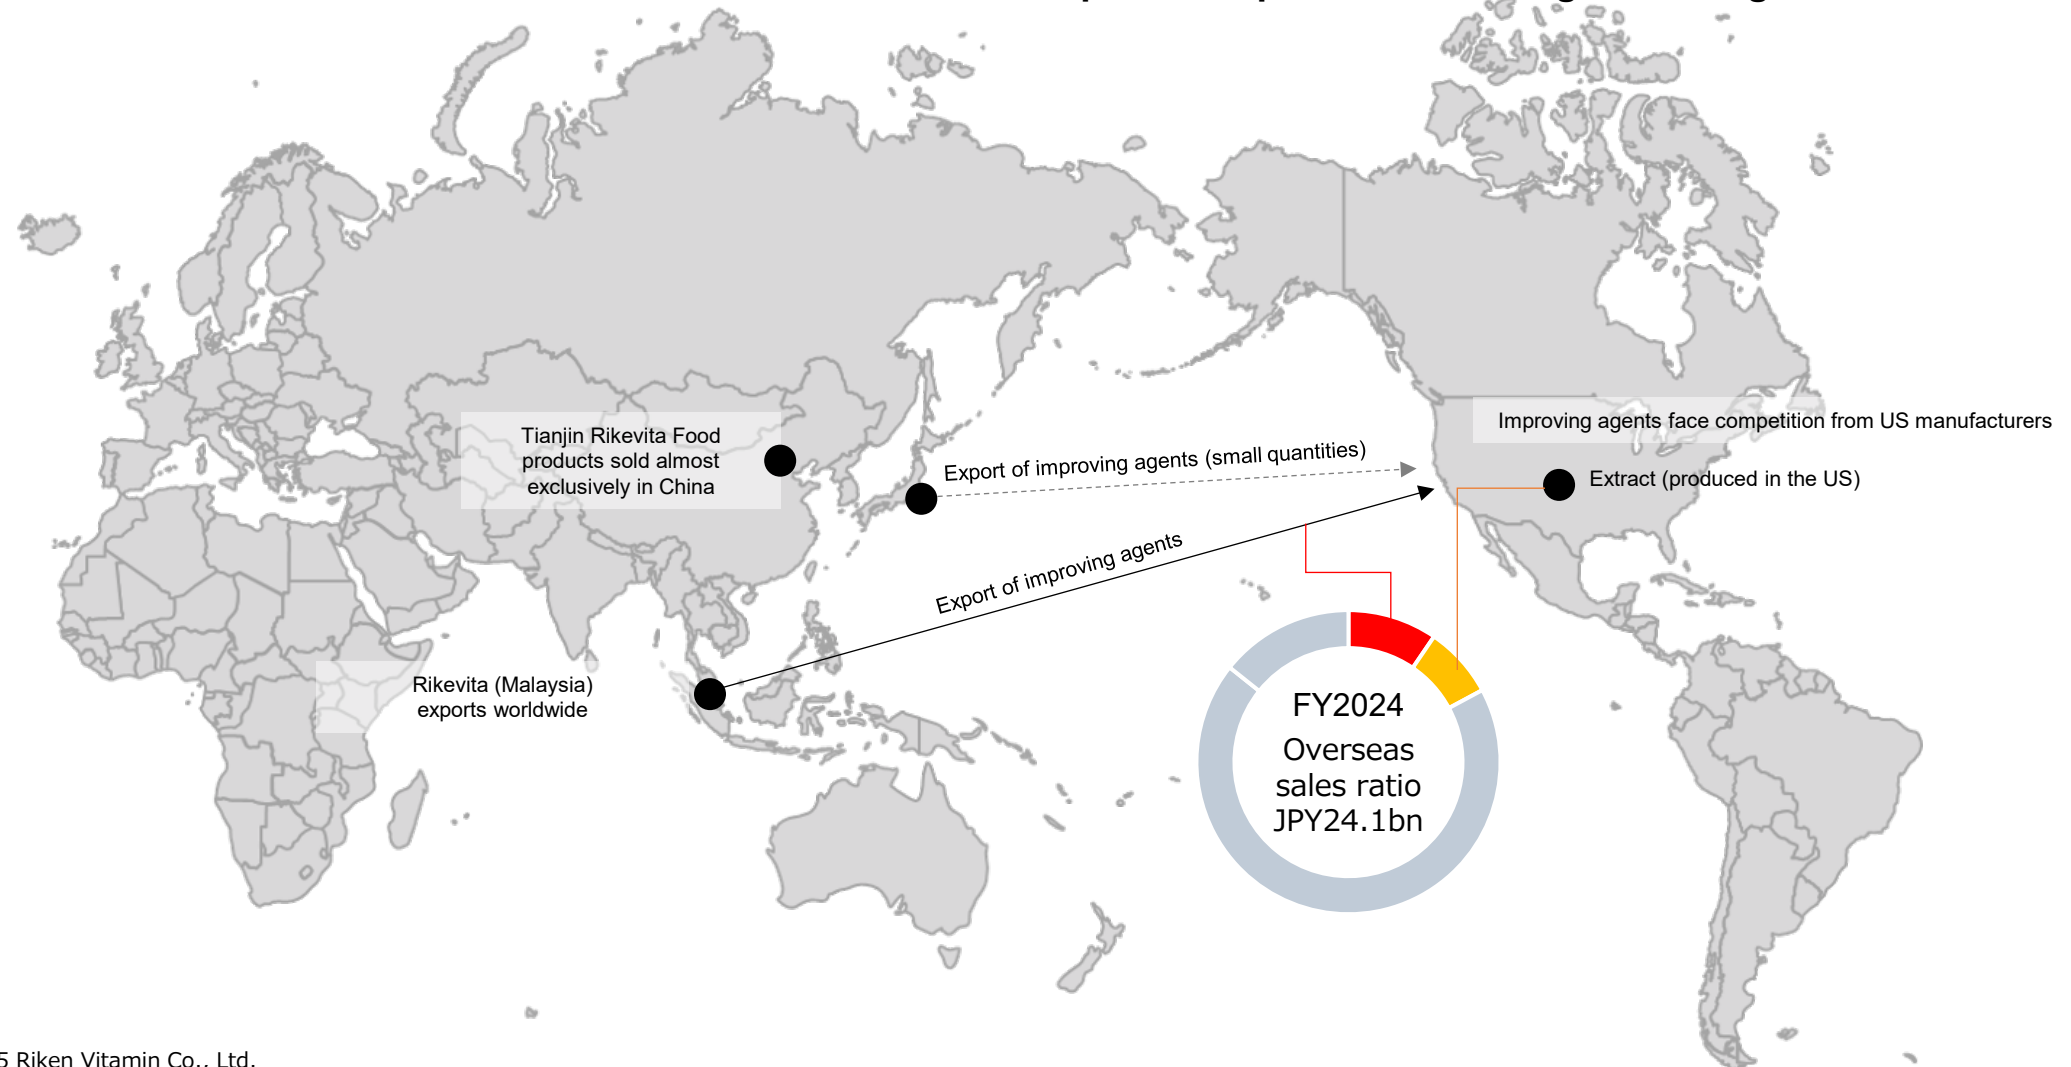 Tianjin Rikevita Food
products sold almost
exclusively in China
Export of improving agents (small quantities)
Improving agents face competition from US manufacturers
Extract (produced in the US)
Export of improving agents
Rikevita (Malaysia)
exports worldwide
FY2024
Overseas
sales ratio
JPY24.1bn
5 Riken Vitamin Co., Ltd.